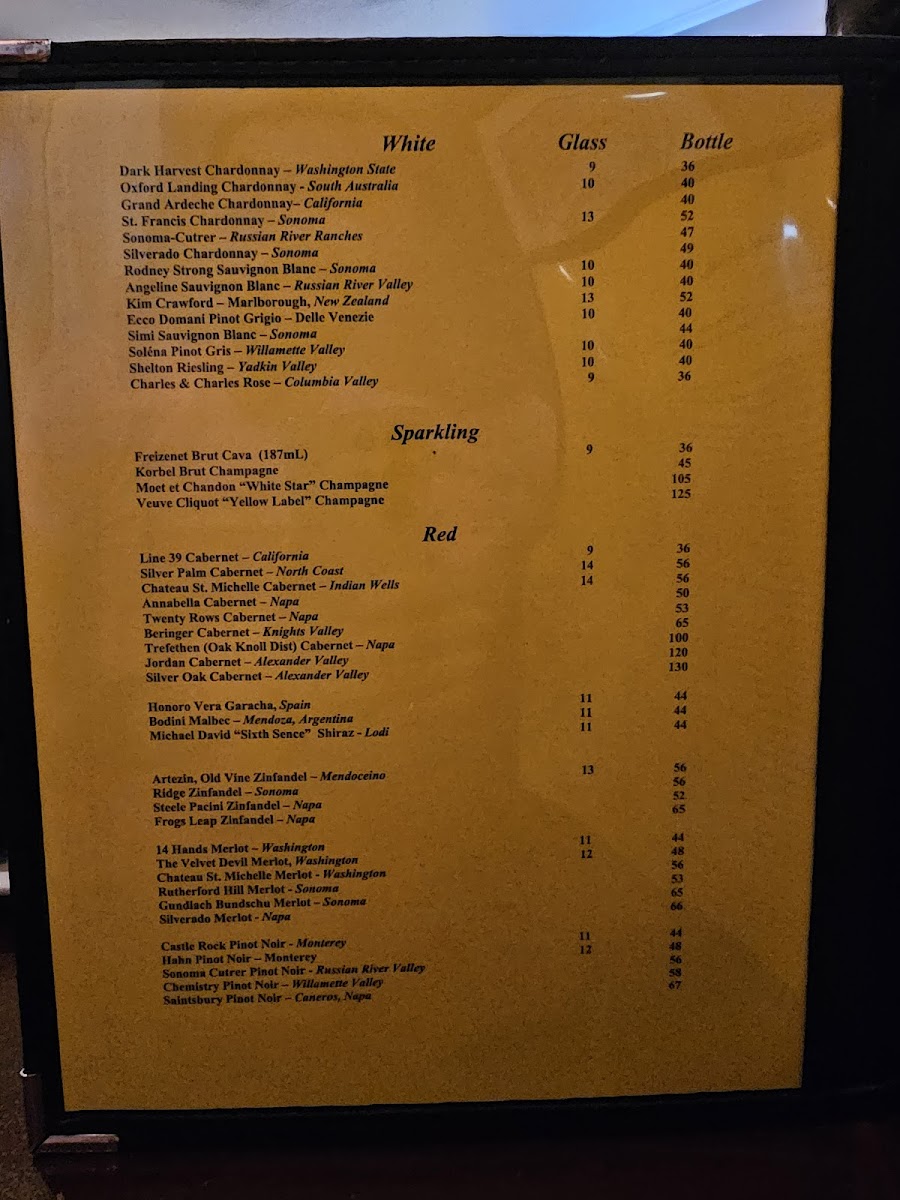 White Glass Bottle
Dark Harvest Chardonnay – Washington State 9 36
Oxford Landing Chardonnay - South Australia 10 40
Grand Ardeche Chardonnay– California 40
St. Francis Chardonnay – Sonoma 13 52
Sonoma-Cutrer – Russian River Ranches 47
Silverado Chardonnay – Sonoma 49
Rodney Strong Sauvignon Blanc – Sonoma 10 40
Angeline Sauvignon Blanc – Russian River Valley 10 40
Kim Crawford – Marlborough, New Zealand 13 52
Ecco Domani Pinot Grigio – Delle Venezie 10 40
Simi Sauvignon Blanc – Sonoma 44
Soléna Pinot Gris – Willamette Valley 10 40
Shelton Riesling – Yadkin Valley 10 40
Charles & Charles Rose – Columbia Valley 9 36
Sparkling
Freizenet Brut Cava (187mL) 9 36
Korbel Brut Champagne 45
Moet et Chandon “White Star” Champagne 105
Veuve Cliquot “Yellow Label” Champagne 125
Red
Line 39 Cabernet – California 9 36
Silver Palm Cabernet – North Coast 14 56
Chateau St. Michelle Cabernet – Indian Wells 14 56
Annabella Cabernet – Napa 50
Twenty Rows Cabernet – Napa 53
Beringer Cabernet – Knights Valley 65
Trefethen (Oak Knoll Dist) Cabernet – Napa 100
Jordan Cabernet – Alexander Valley 120
Silver Oak Cabernet – Alexander Valley 130
Honoro Vera Garacha, Spain 11 44
Bodini Malbec – Mendoza, Argentina 11 44
Michael David “Sixth Sence” Shiraz - Lodi 11 44
Artezin, Old Vine Zinfandel – Mendoceino 13 56
Ridge Zinfandel – Sonoma 56
Steele Pacini Zinfandel – Napa 52
Frogs Leap Zinfandel – Napa 65
14 Hands Merlot – Washington 11 44
The Velvet Devil Merlot, Washington 12 48
Chateau St. Michelle Merlot - Washington 56
Rutherford Hill Merlot - Sonoma 53
Gundlach Bundschu Merlot – Sonoma 65
Silverado Merlot - Napa 66
Castle Rock Pinot Noir - Monterey 11 44
Hahn Pinot Noir – Monterey 12 48
Sonoma Cutrer Pinot Noir - Russian River Valley 56
Chemistry Pinot Noir – Willamette Valley 58
Saintsbury Pinot Noir – Caneros, Napa 67